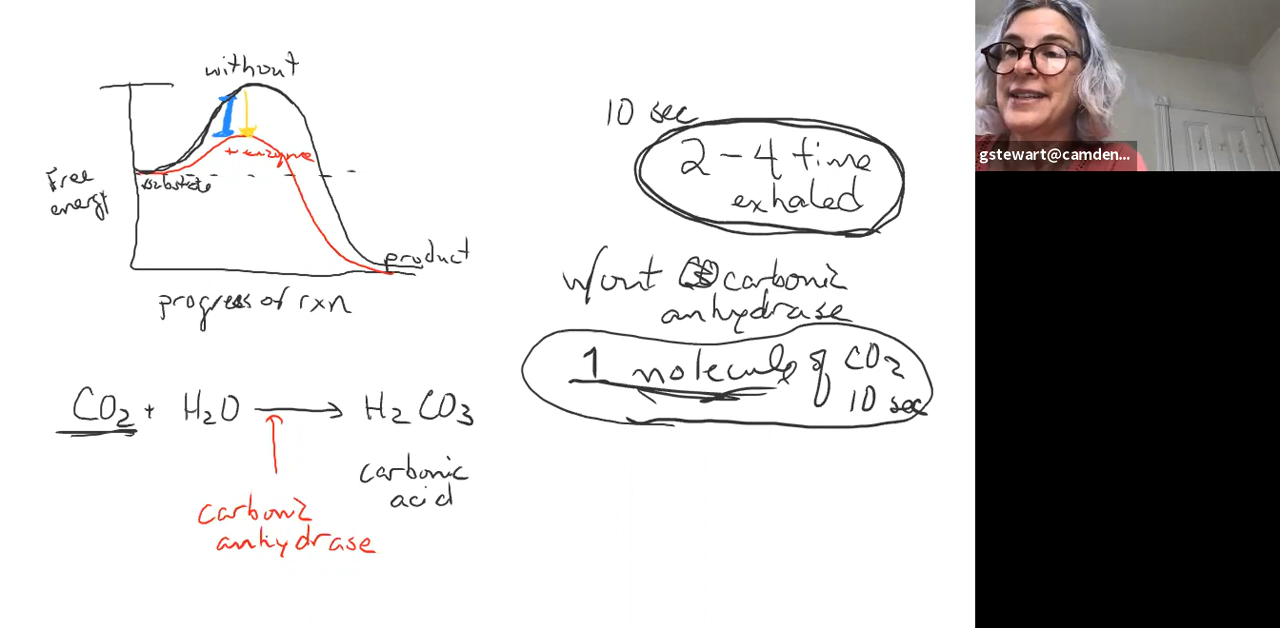 without
+ enzyme
substrate
Free
energy
product
progress of rxn
CO2 + H2O → H2CO3
carbonic
acid
carbonic
anhydrase
10 sec
2-4 time
exhaled
w/out carbonic
anhydrase
1 molecule of CO2
10 sec
gstewart@camden...